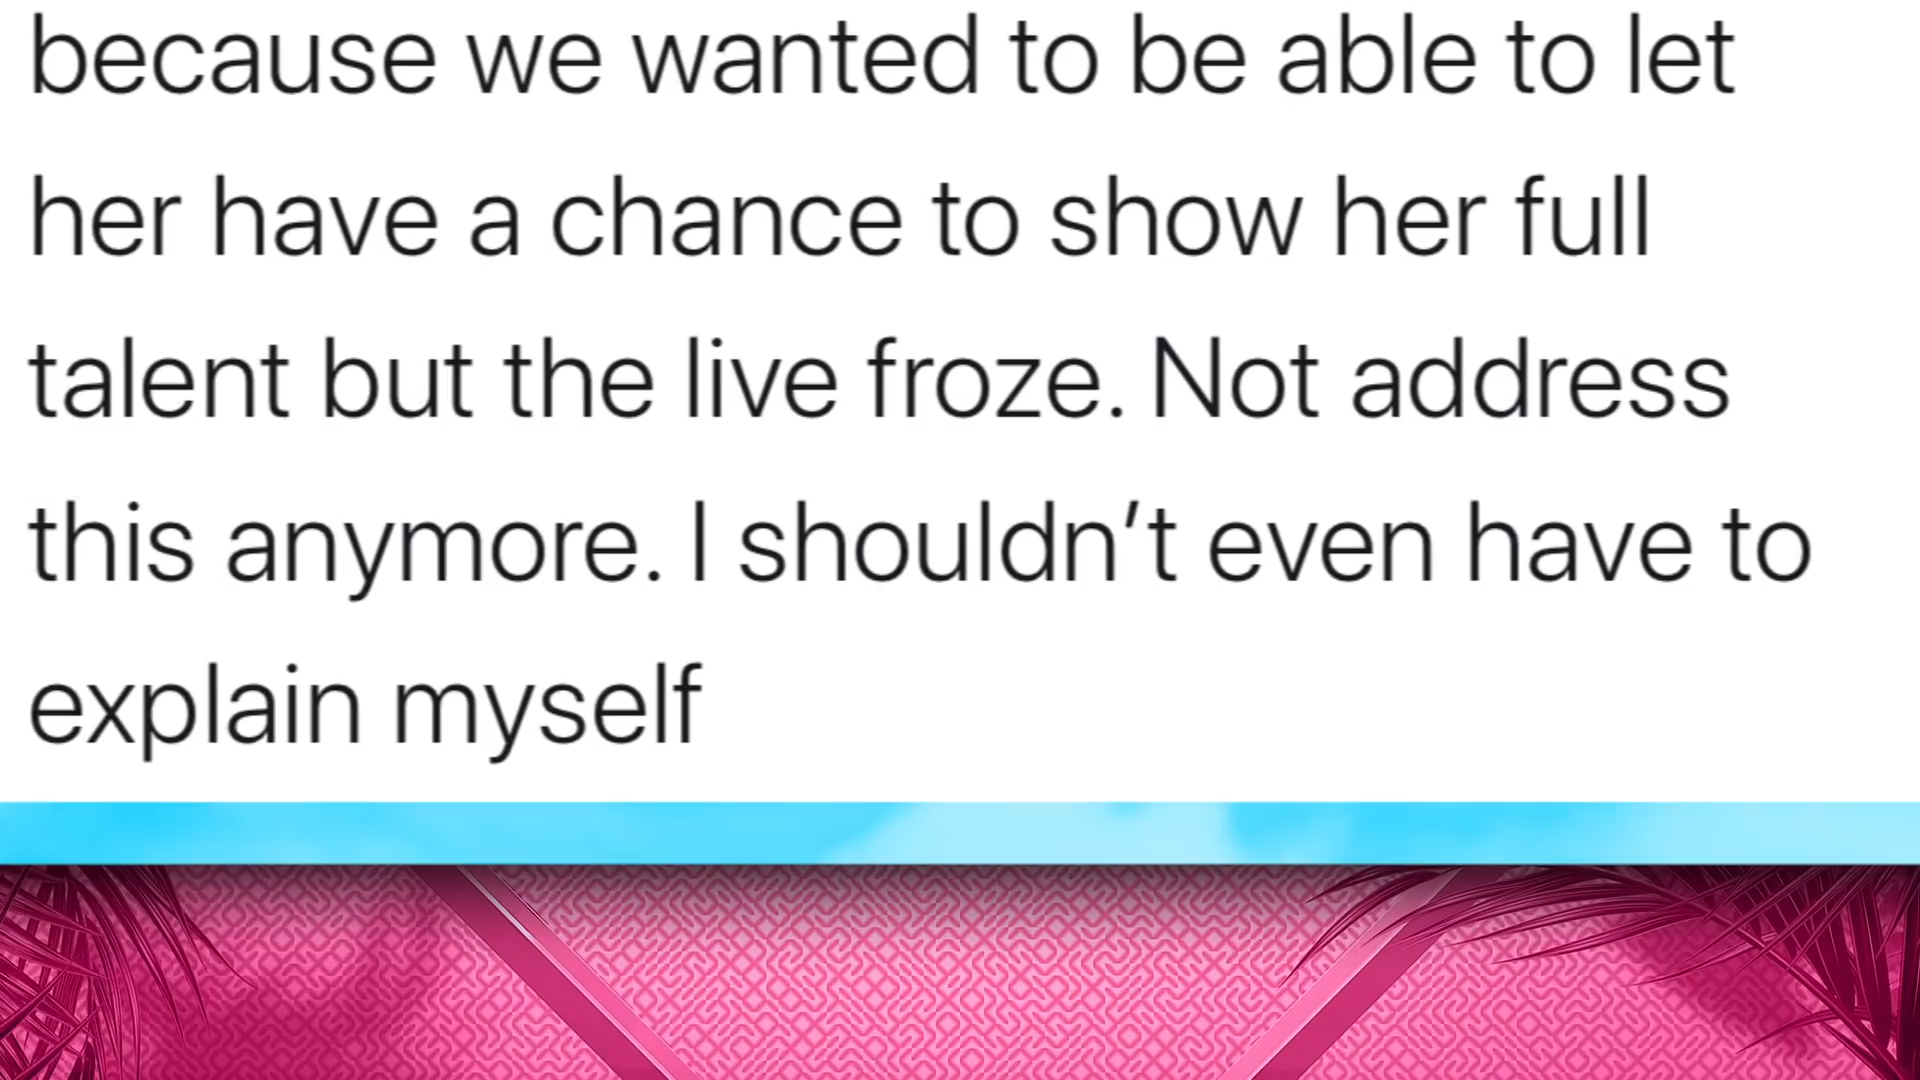 because we wanted to be able to let
her have a chance to show her full
talent but the live froze. Not address
this anymore. I shouldn’t even have to
explain myself